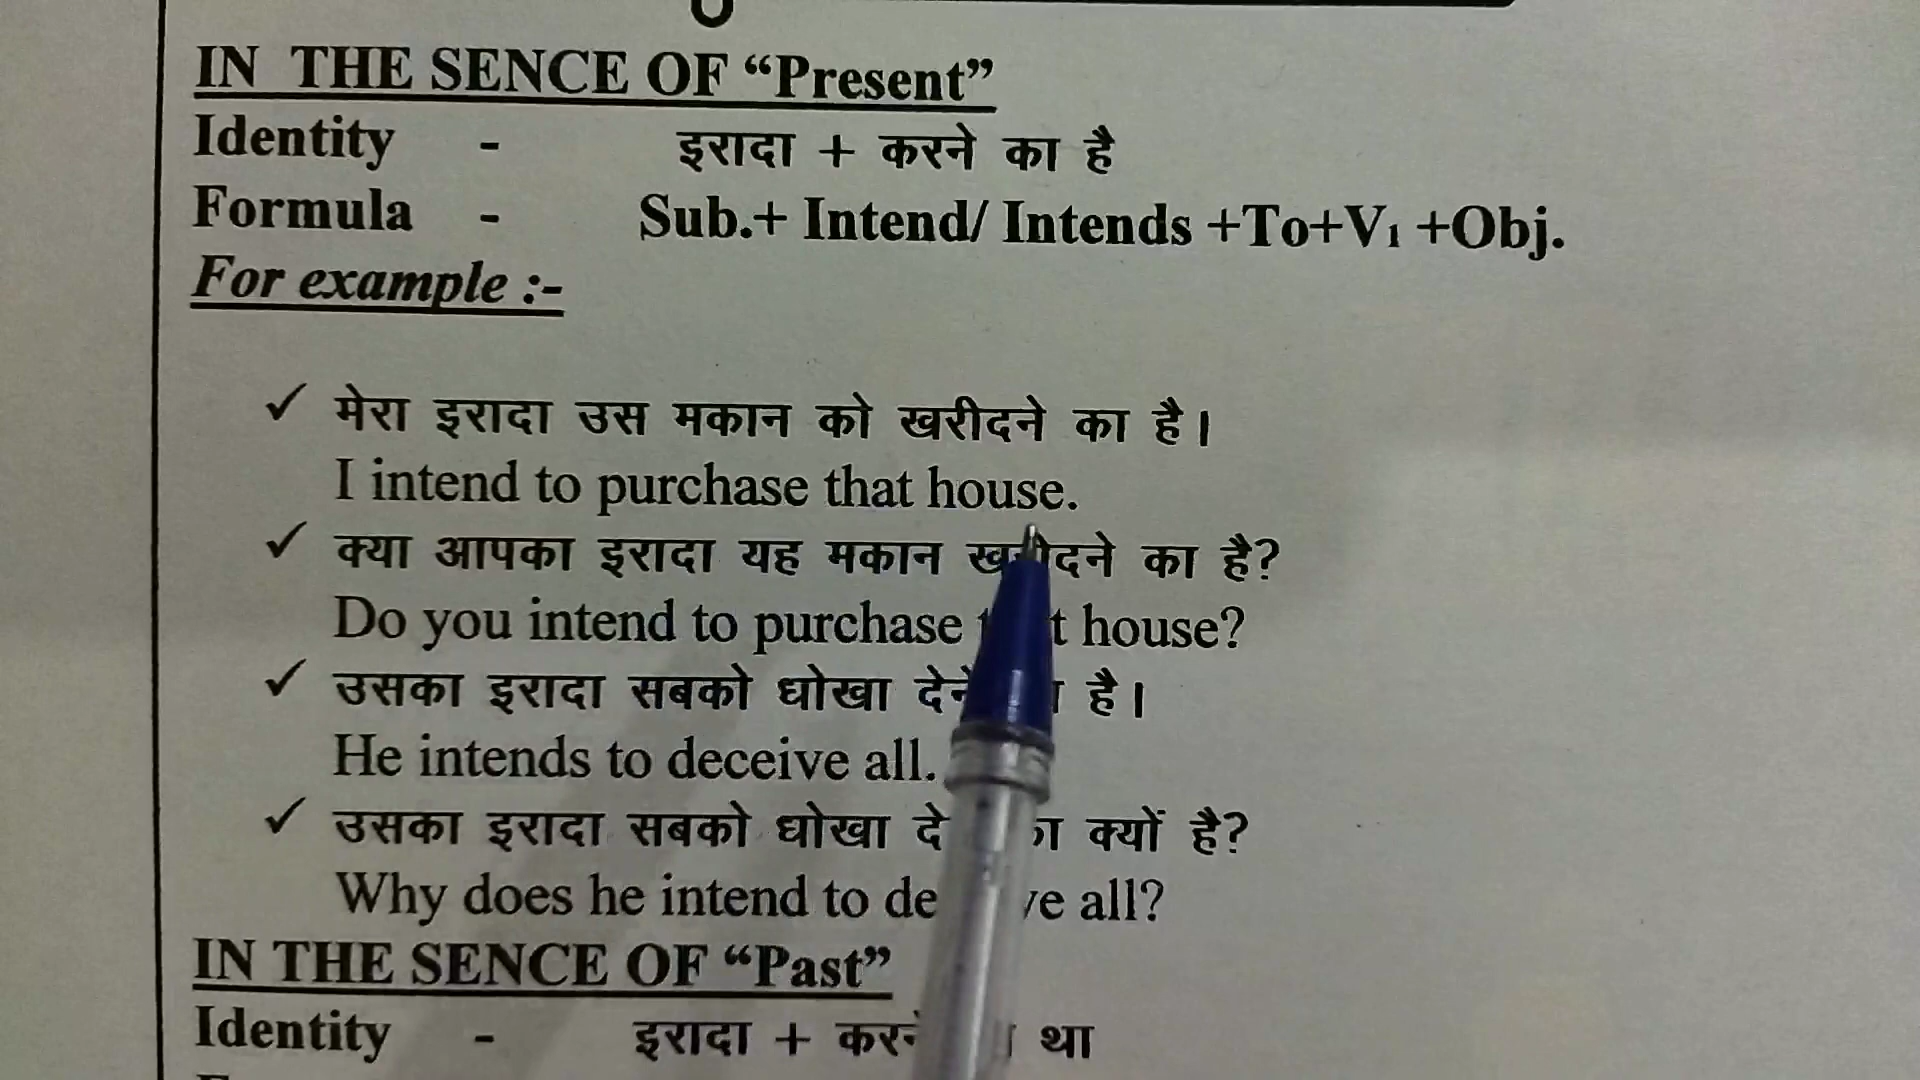 IN THE SENCE OF “Present”
Identity - इरादा + करने का है
Formula - Sub.+ Intend/ Intends +To+V1 +Obj.
For example :-
✓ मेरा इरादा उस मकान को खरीदने का है।
I intend to purchase that house.
✓ क्या आपका इरादा यह मकान का है?
Do you intend to purchase house?
✓ उसका इरादा सबको धोखा है।
He intends to deceive all.
✓ उसका इरादा सबको धोखा क्यों है?
Why does he intend to all?
IN THE SENCE OF “Past”
Identity - इरादा + था